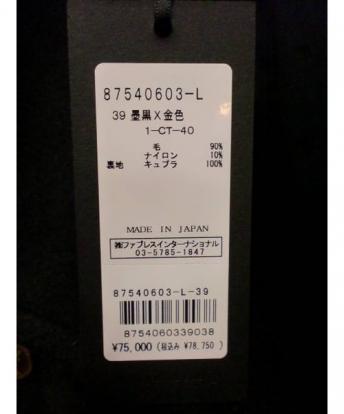 87540603-L
39 墨黒X金色
1-CT-40
毛 90%
ナイロン 10%
裏地 キュプラ 100%
MADE IN JAPAN
㈱ファブレスインターナショナル
03-5785-1847
87540603-L-39
8754060339038
¥75,000 (税込み ¥78,750)